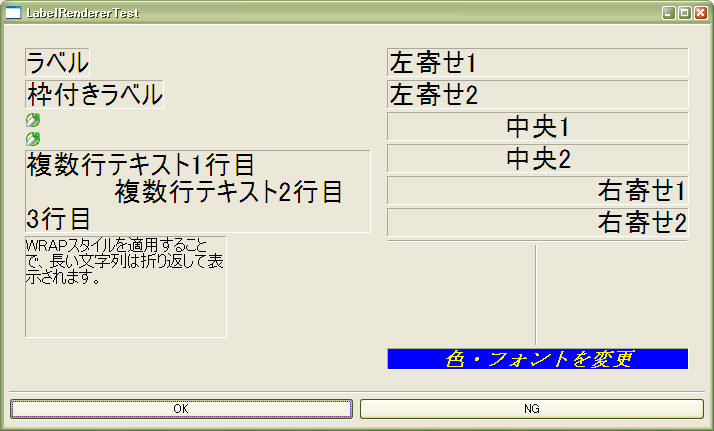 LabelRendererTest
ラベル
枠付きラベル
複数行テキスト1行目
複数行テキスト2行目
3行目
WRAPスタイルを適用すること
で、長い文字列は折り返して表
示されます。
左寄せ1
左寄せ2
中央1
中央2
右寄せ1
右寄せ2
色・フォントを変更
OK
NG